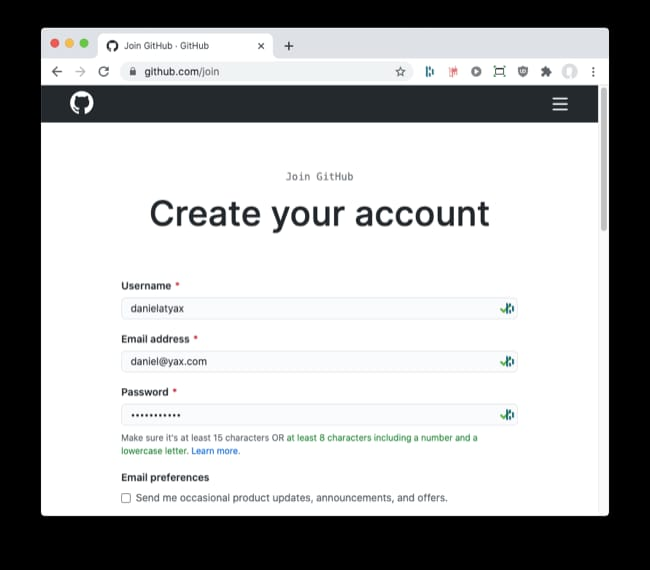 Join GitHub · GitHub
github.com/join
Join GitHub
Create your account
Username *
danielatyax
Email address *
daniel@yax.com
Password *
•••••••••••
Make sure it's at least 15 characters OR at least 8 characters including a number and a
lowercase letter. Learn more.
Email preferences
Send me occasional product updates, announcements, and offers.